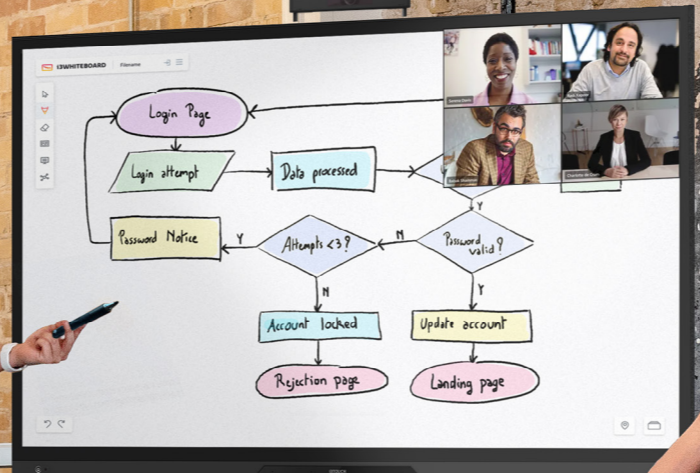 i3WHITEBOARD
Filename
Login Page
Login attempt
Data processed
Y
Password Notice
Y
Attempts <3?
N
Password
valid?
N
Y
Account locked
Update account
Rejection page
Landing page